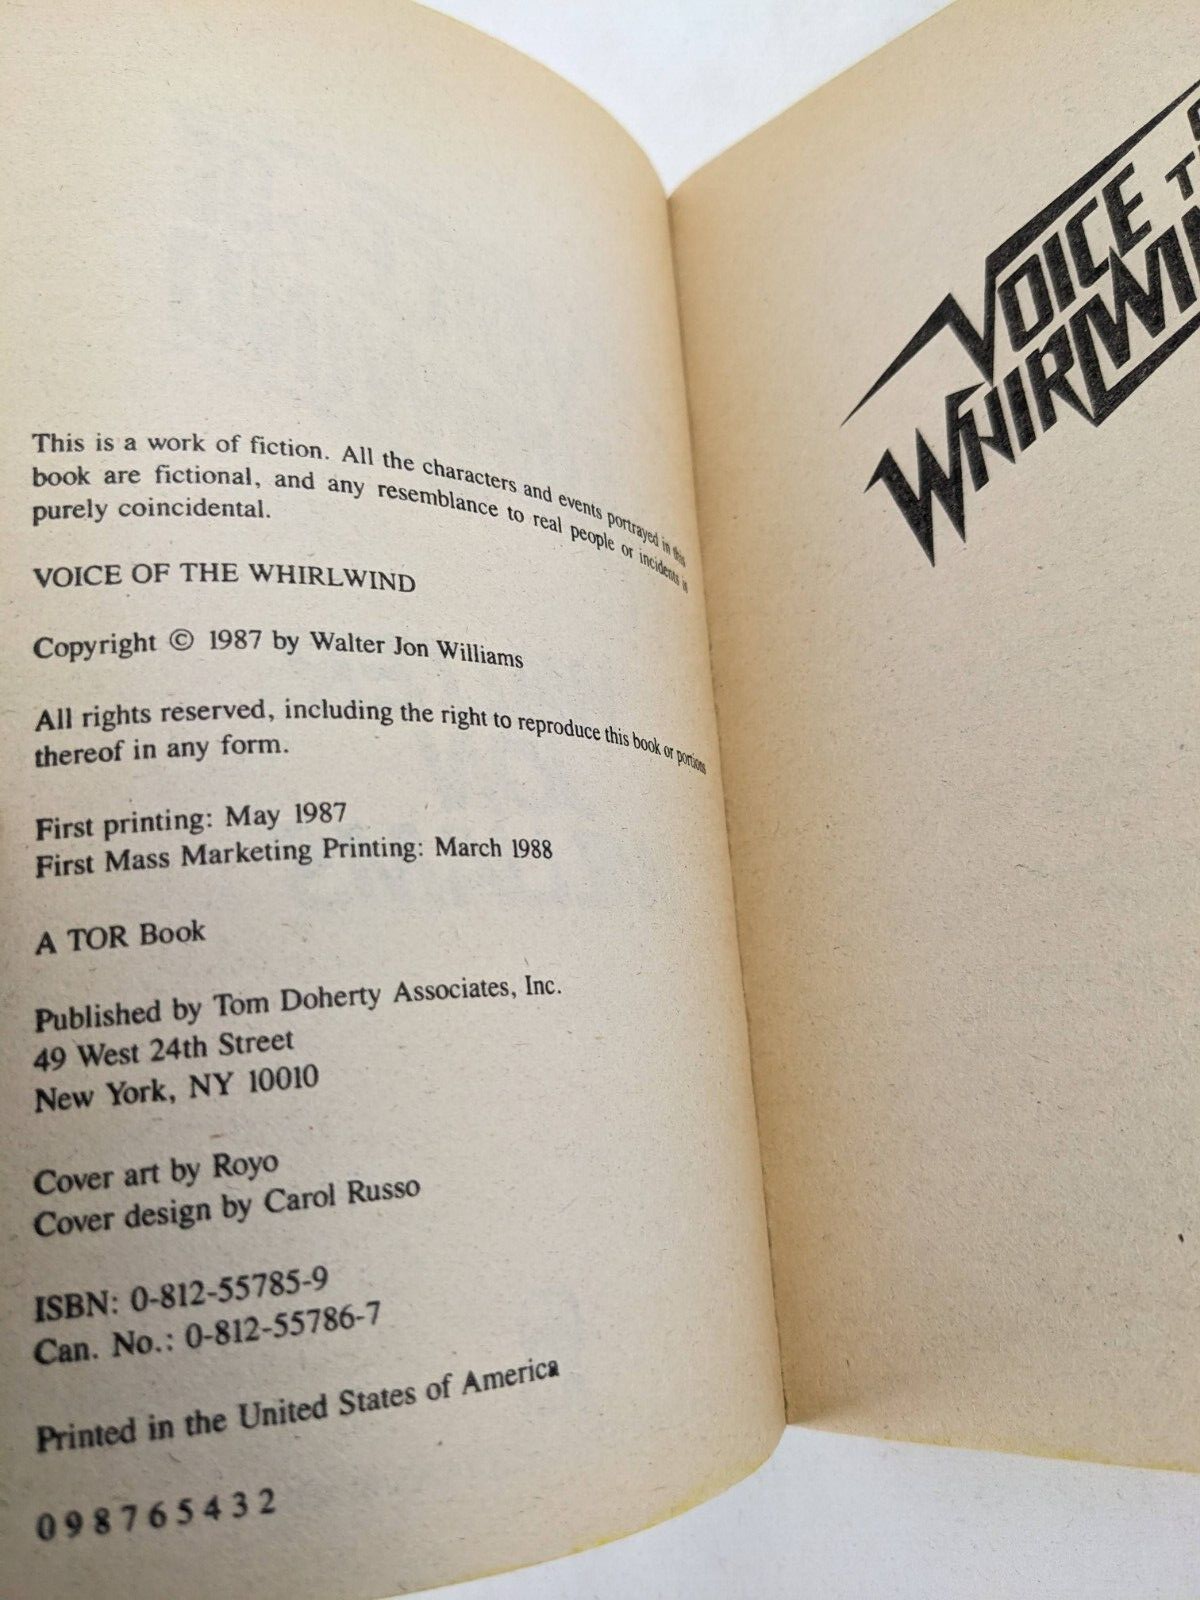 This is a work of fiction. All the characters and events portrayed in this
book are fictional, and any resemblance to real people or incidents is
purely coincidental.
VOICE OF THE WHIRLWIND
Copyright © 1987 by Walter Jon Williams
All rights reserved, including the right to reproduce this book or portions
thereof in any form.
First printing: May 1987
First Mass Marketing Printing: March 1988
A TOR Book
Published by Tom Doherty Associates, Inc.
49 West 24th Street
New York, NY 10010
Cover art by Royo
Cover design by Carol Russo
ISBN: 0-812-55785-9
Can. No.: 0-812-55786-7
Printed in the United States of America
0 9 8 7 6 5 4 3 2
VOICE